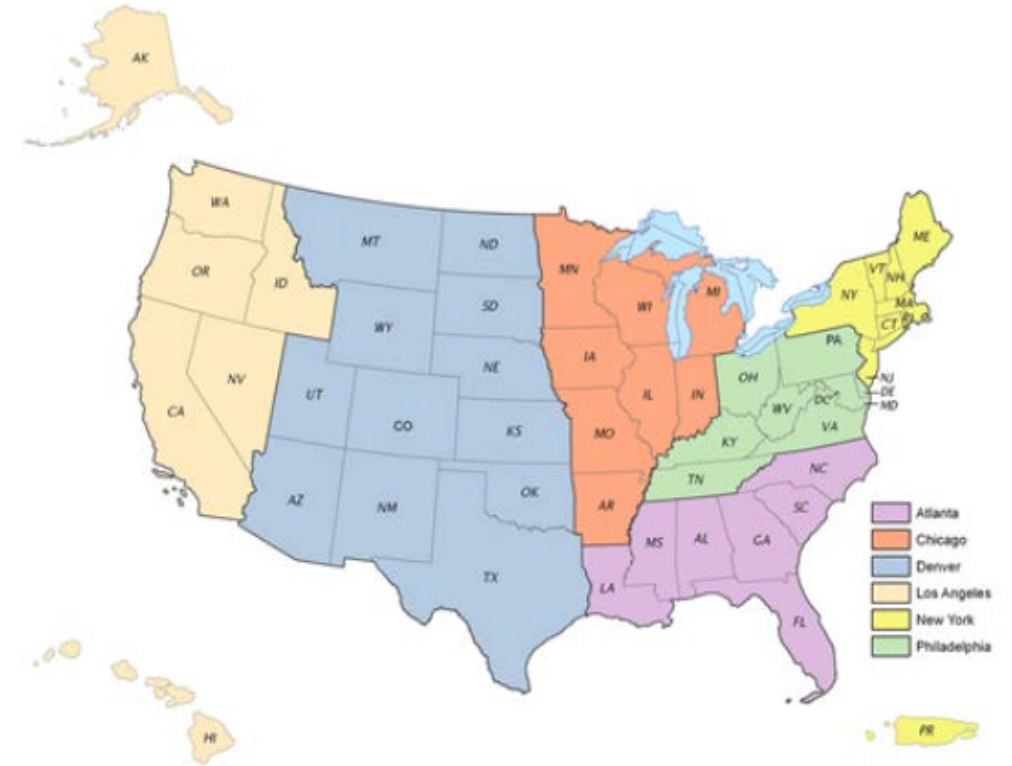 AK
WA
MT
ND
ME
OR
ID
MN
VT
NH
SD
WI
MI
NY
MA
WY
CT
NV
UT
NE
IA
PA
CA
CO
KS
IL
IN
OH
NJ
DE
MD
WV
DC
VA
MO
KY
AZ
NM
OK
AR
TN
NC
SC
MS
AL
GA
TX
LA
FL
Atlanta
Chicago
Denver
Los Angeles
New York
Philadelphia
HI
PR